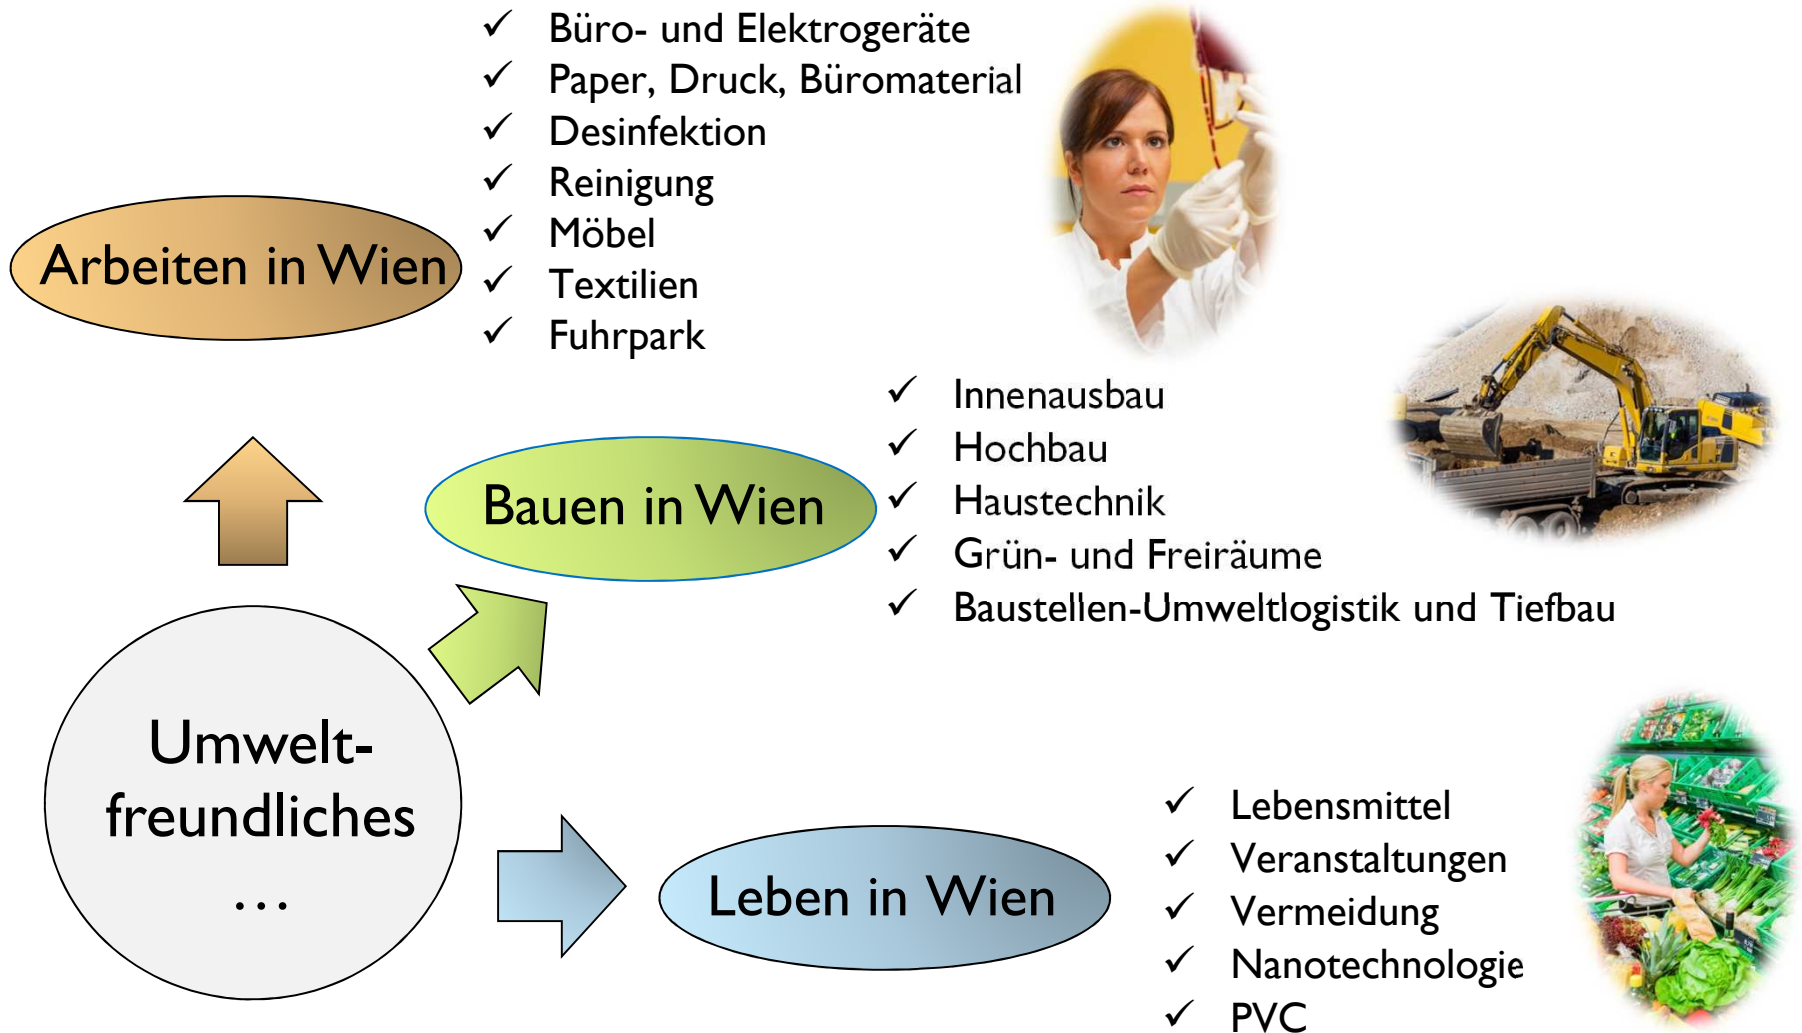 ✓ Büro- und Elektrogeräte
✓ Paper, Druck, Büromaterial
✓ Desinfektion
✓ Reinigung
✓ Möbel
✓ Textilien
✓ Fuhrpark
Arbeiten in Wien
✓ Innenausbau
✓ Hochbau
✓ Haustechnik
✓ Grün- und Freiräume
✓ Baustellen-Umweltlogistik und Tiefbau
Bauen in Wien
Umwelt-
freundliches
…
Leben in Wien
✓ Lebensmittel
✓ Veranstaltungen
✓ Vermeidung
✓ Nanotechnologie
✓ PVC